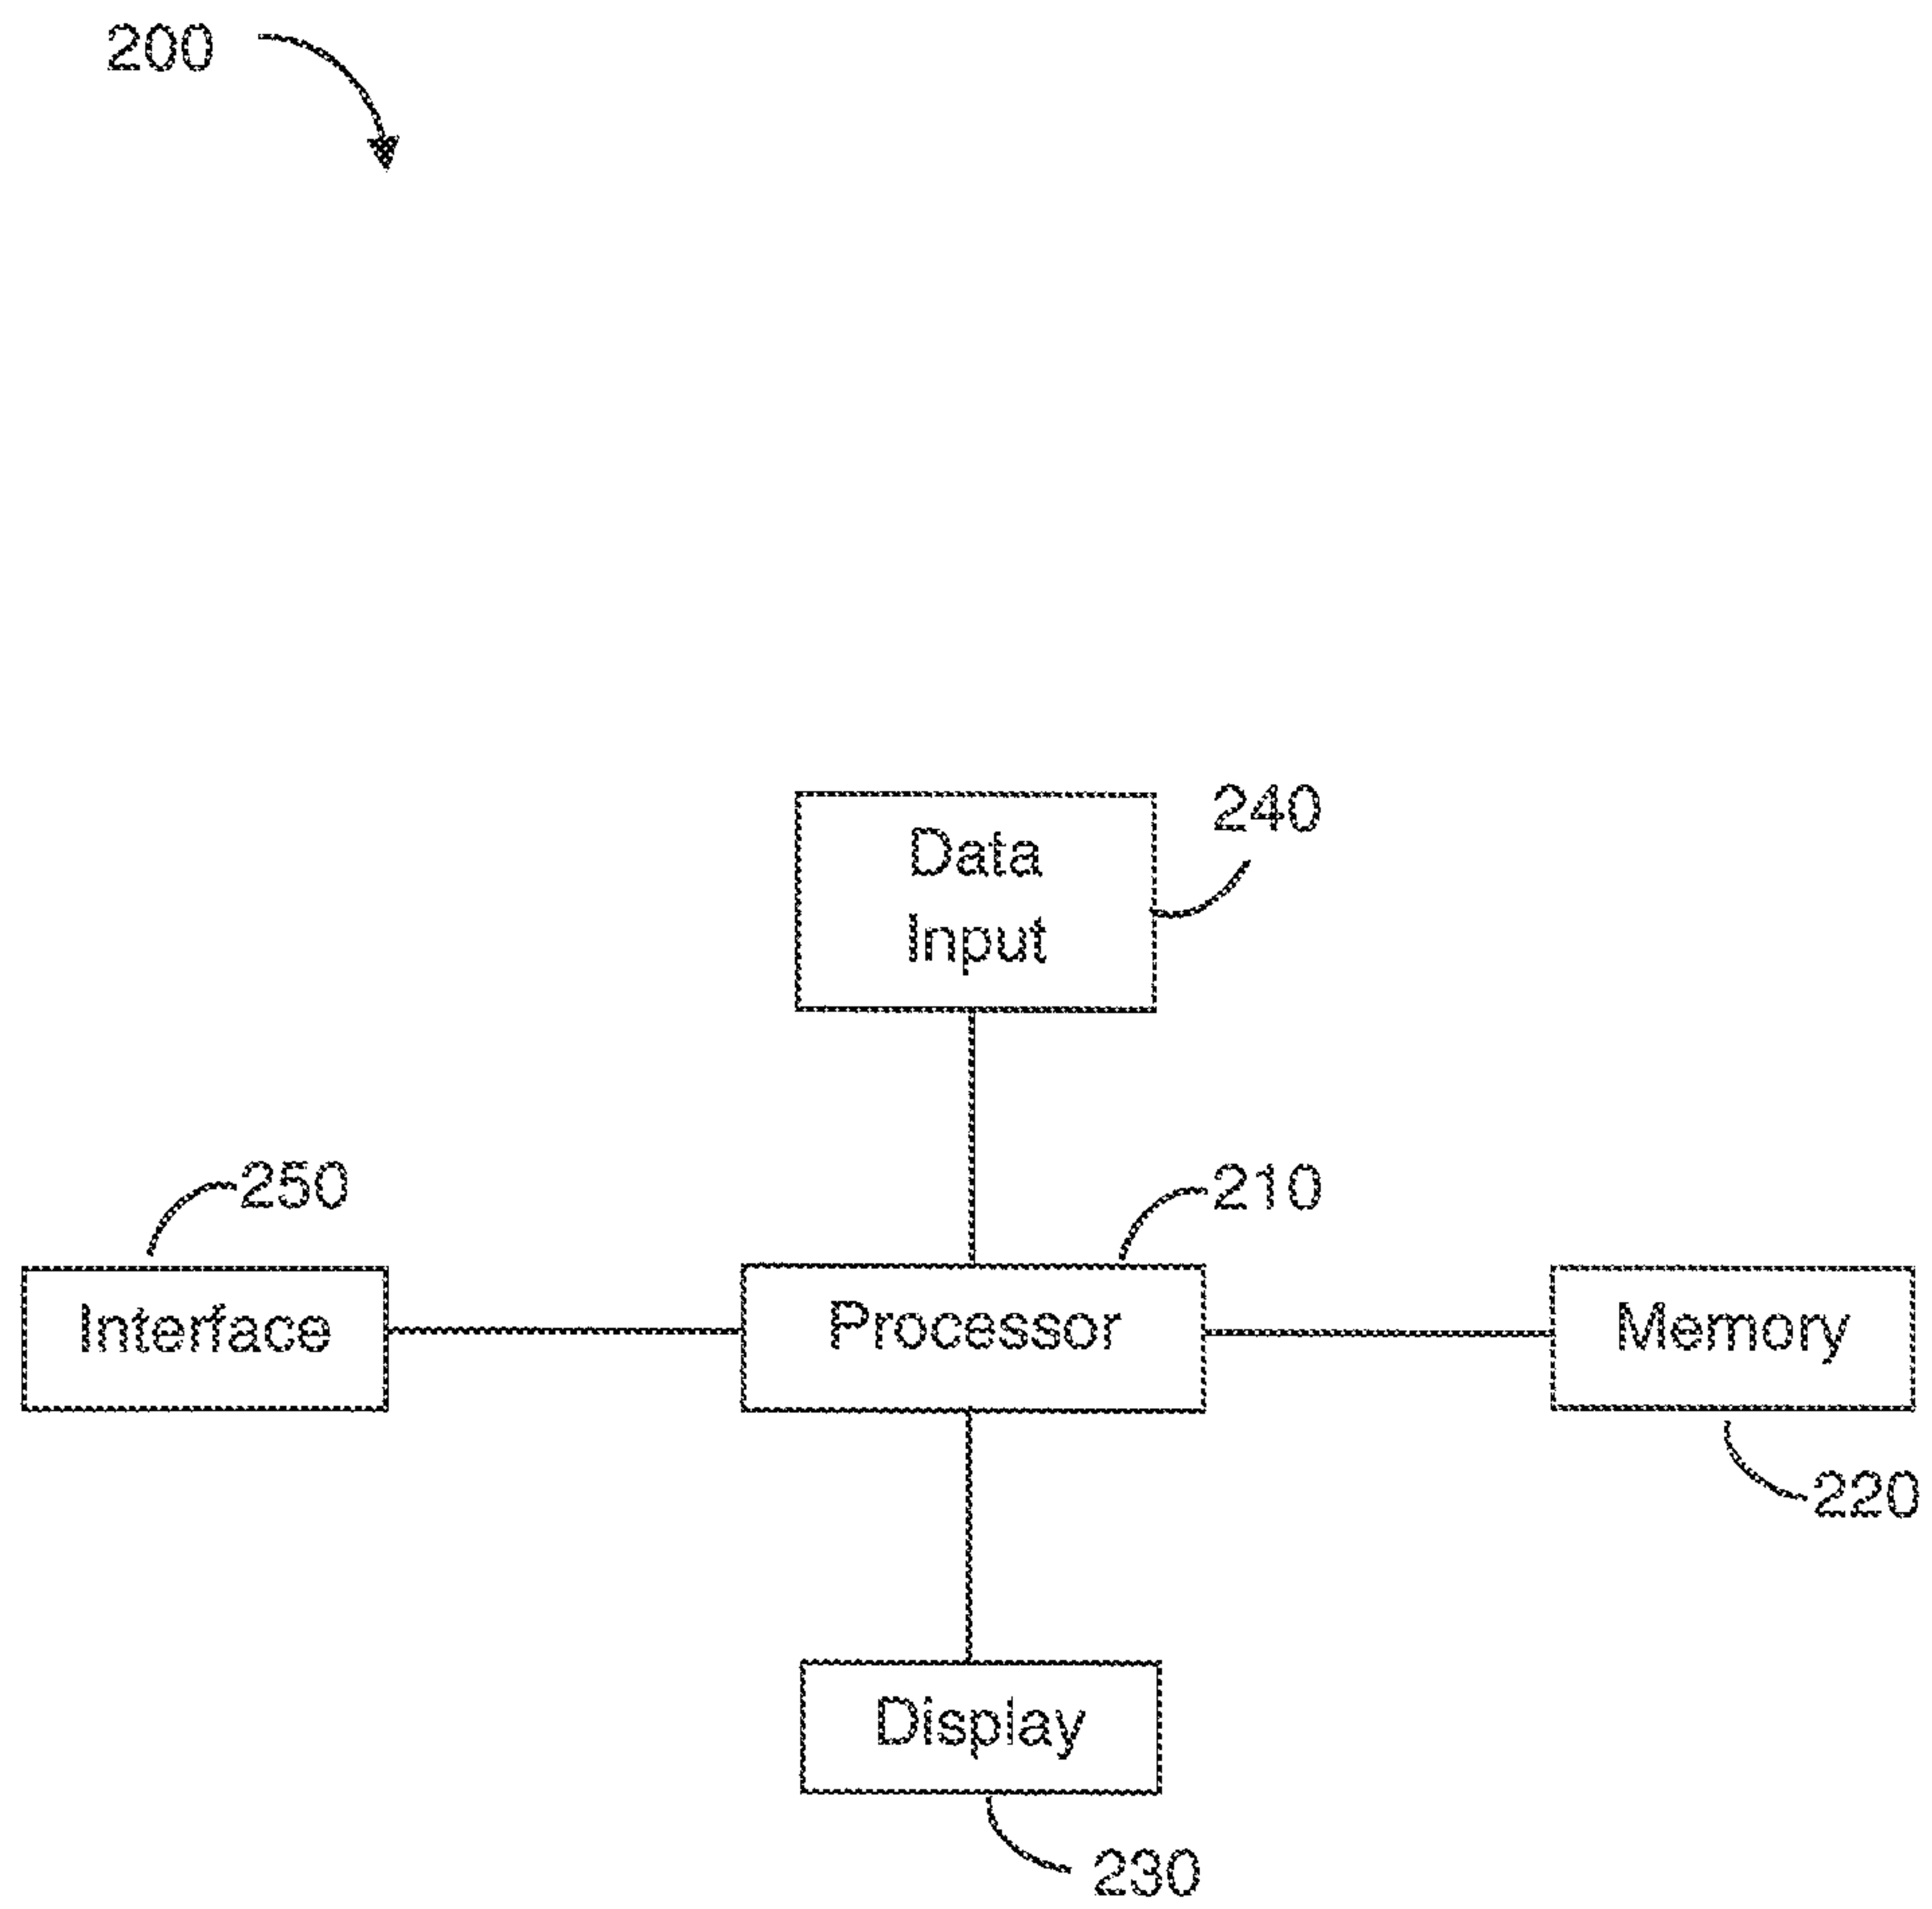 200
240
Data
Input
250
210
Interface
Processor
Memory
220
Display
230